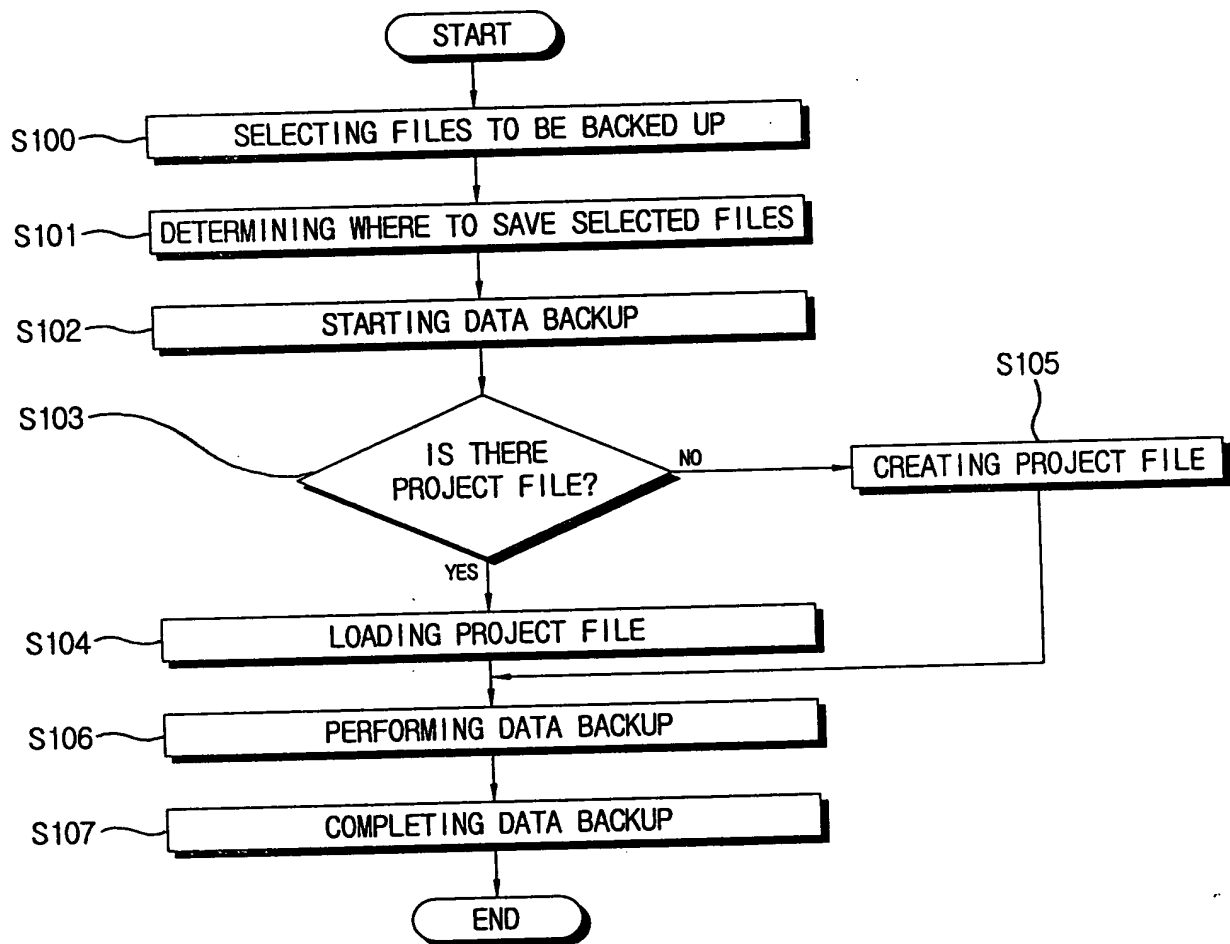 START
S100
SELECTING FILES TO BE BACKED UP
S101
DETERMINING WHERE TO SAVE SELECTED FILES
S102
STARTING DATA BACKUP
S103
IS THERE
PROJECT FILE?
NO
S105
CREATING PROJECT FILE
YES
S104
LOADING PROJECT FILE
S106
PERFORMING DATA BACKUP
S107
COMPLETING DATA BACKUP
END